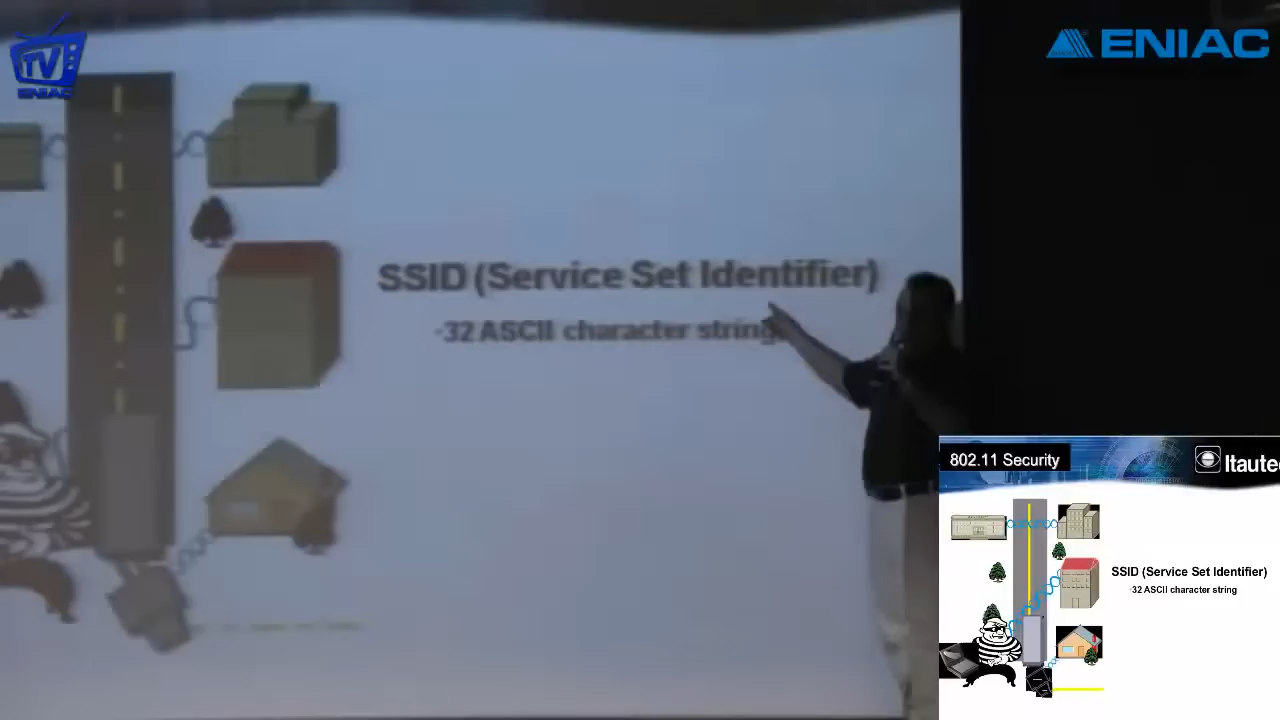 TV
ENIAC
ENIAC
SSID (Service Set Identifier)
-32 ASCII character string
802.11 Security
Itautec
SSID (Service Set Identifier)
-32 ASCII character string